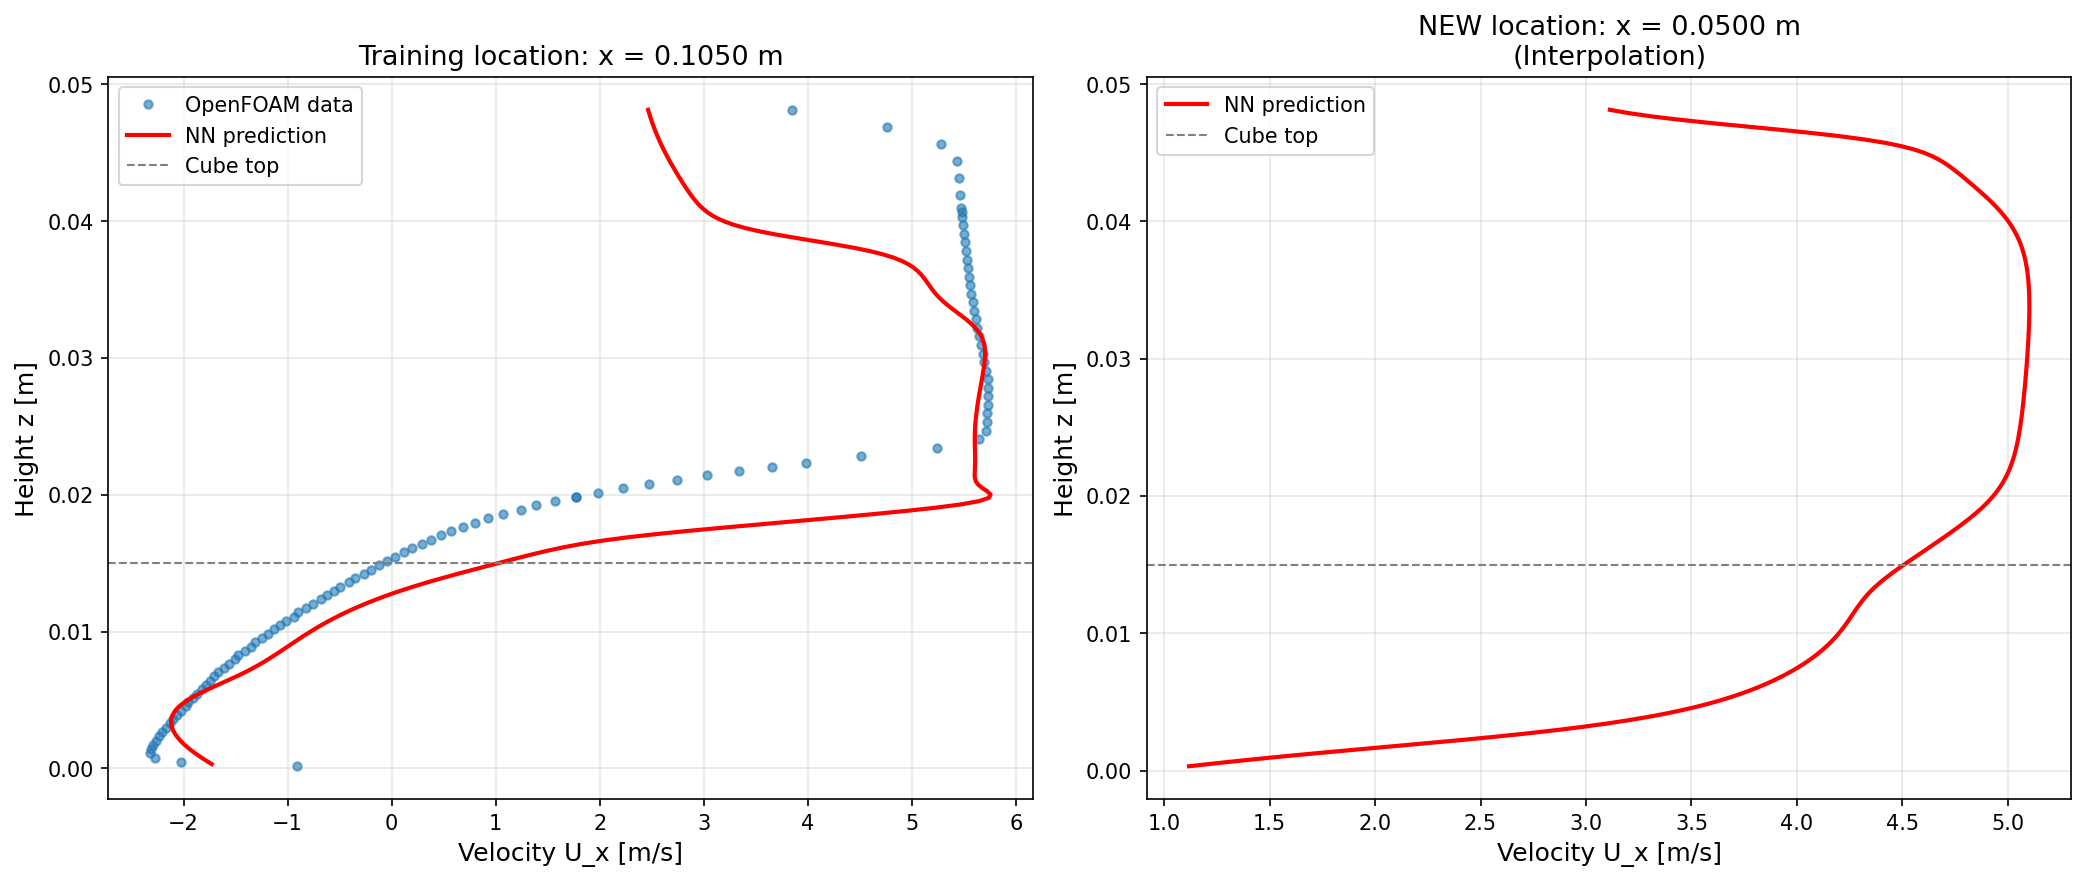 Training location: x = 0.1050 m
OpenFOAM data
NN prediction
Cube top
Height z [m]
0.05
0.04
0.03
0.02
0.01
0.00
−2
−1
0
1
2
3
4
5
6
Velocity U_x [m/s]
NEW location: x = 0.0500 m
(Interpolation)
NN prediction
Cube top
Height z [m]
0.05
0.04
0.03
0.02
0.01
0.00
1.0
1.5
2.0
2.5
3.0
3.5
4.0
4.5
5.0
Velocity U_x [m/s]